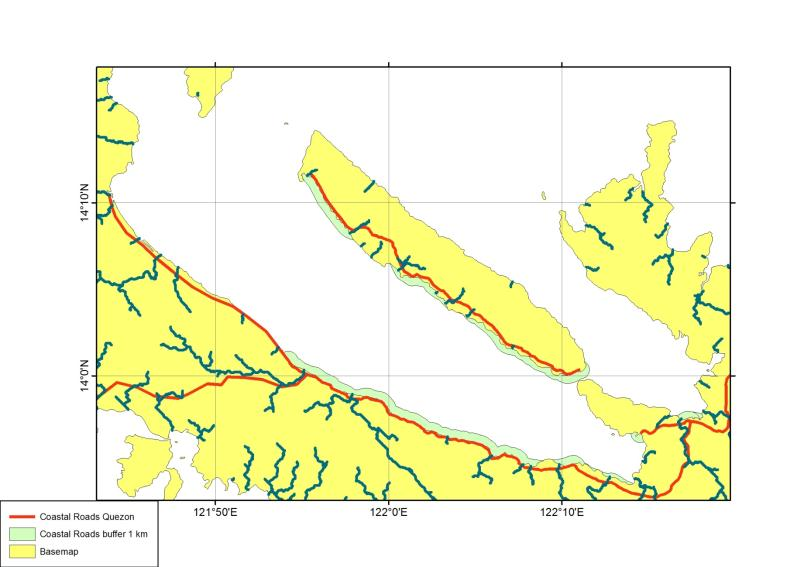 14°10'N
14°0'N
121°50'E
122°0'E
122°10'E
Coastal Roads Quezon
Coastal Roads buffer 1 km
Basemap